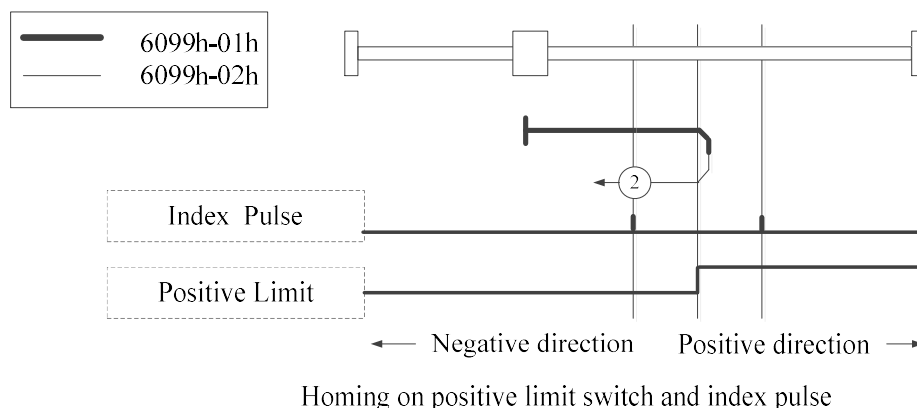 6099h-01h
6099h-02h
2
Index Pulse
Positive Limit
Negative direction Positive direction
Homing on positive limit switch and index pulse